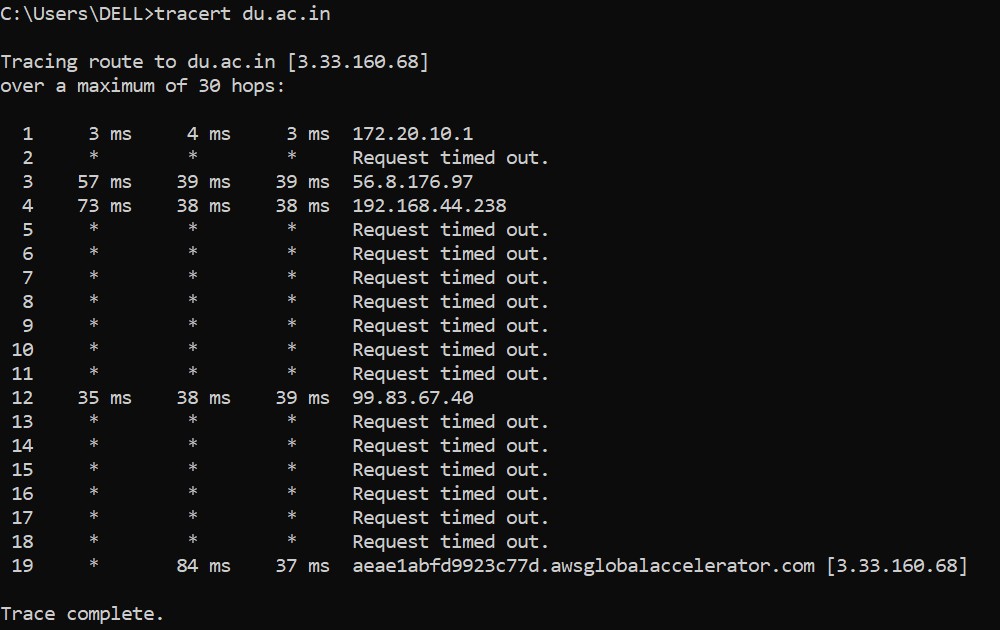 C:\Users\DELL>tracert du.ac.in
Tracing route to du.ac.in [3.33.160.68]
over a maximum of 30 hops:
1 3 ms 4 ms 3 ms 172.20.10.1
2 * * * Request timed out.
3 57 ms 39 ms 39 ms 56.8.176.97
4 73 ms 38 ms 38 ms 192.168.44.238
5 * * * Request timed out.
6 * * * Request timed out.
7 * * * Request timed out.
8 * * * Request timed out.
9 * * * Request timed out.
10 * * * Request timed out.
11 * * * Request timed out.
12 35 ms 38 ms 39 ms 99.83.67.40
13 * * * Request timed out.
14 * * * Request timed out.
15 * * * Request timed out.
16 * * * Request timed out.
17 * * * Request timed out.
18 * * * Request timed out.
19 * 84 ms 37 ms aeae1abfd9923c77d.awsglobalaccelerator.com [3.33.160.68]
Trace complete.